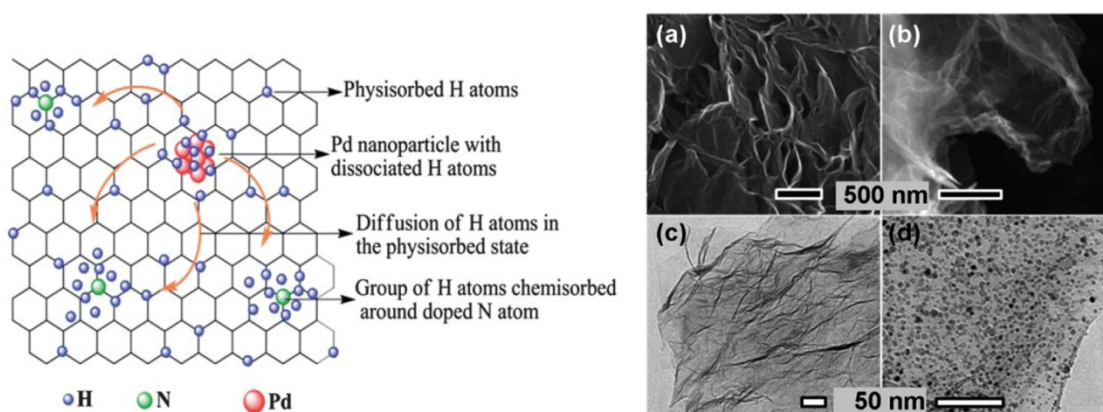 Physisorbed H atoms
Pd nanoparticle with
dissociated H atoms
Diffusion of H atoms in
the physisorbed state
Group of H atoms chemisorbed
around doped N atom
H N Pd
(a) (b)
500 nm
(c) (d)
50 nm